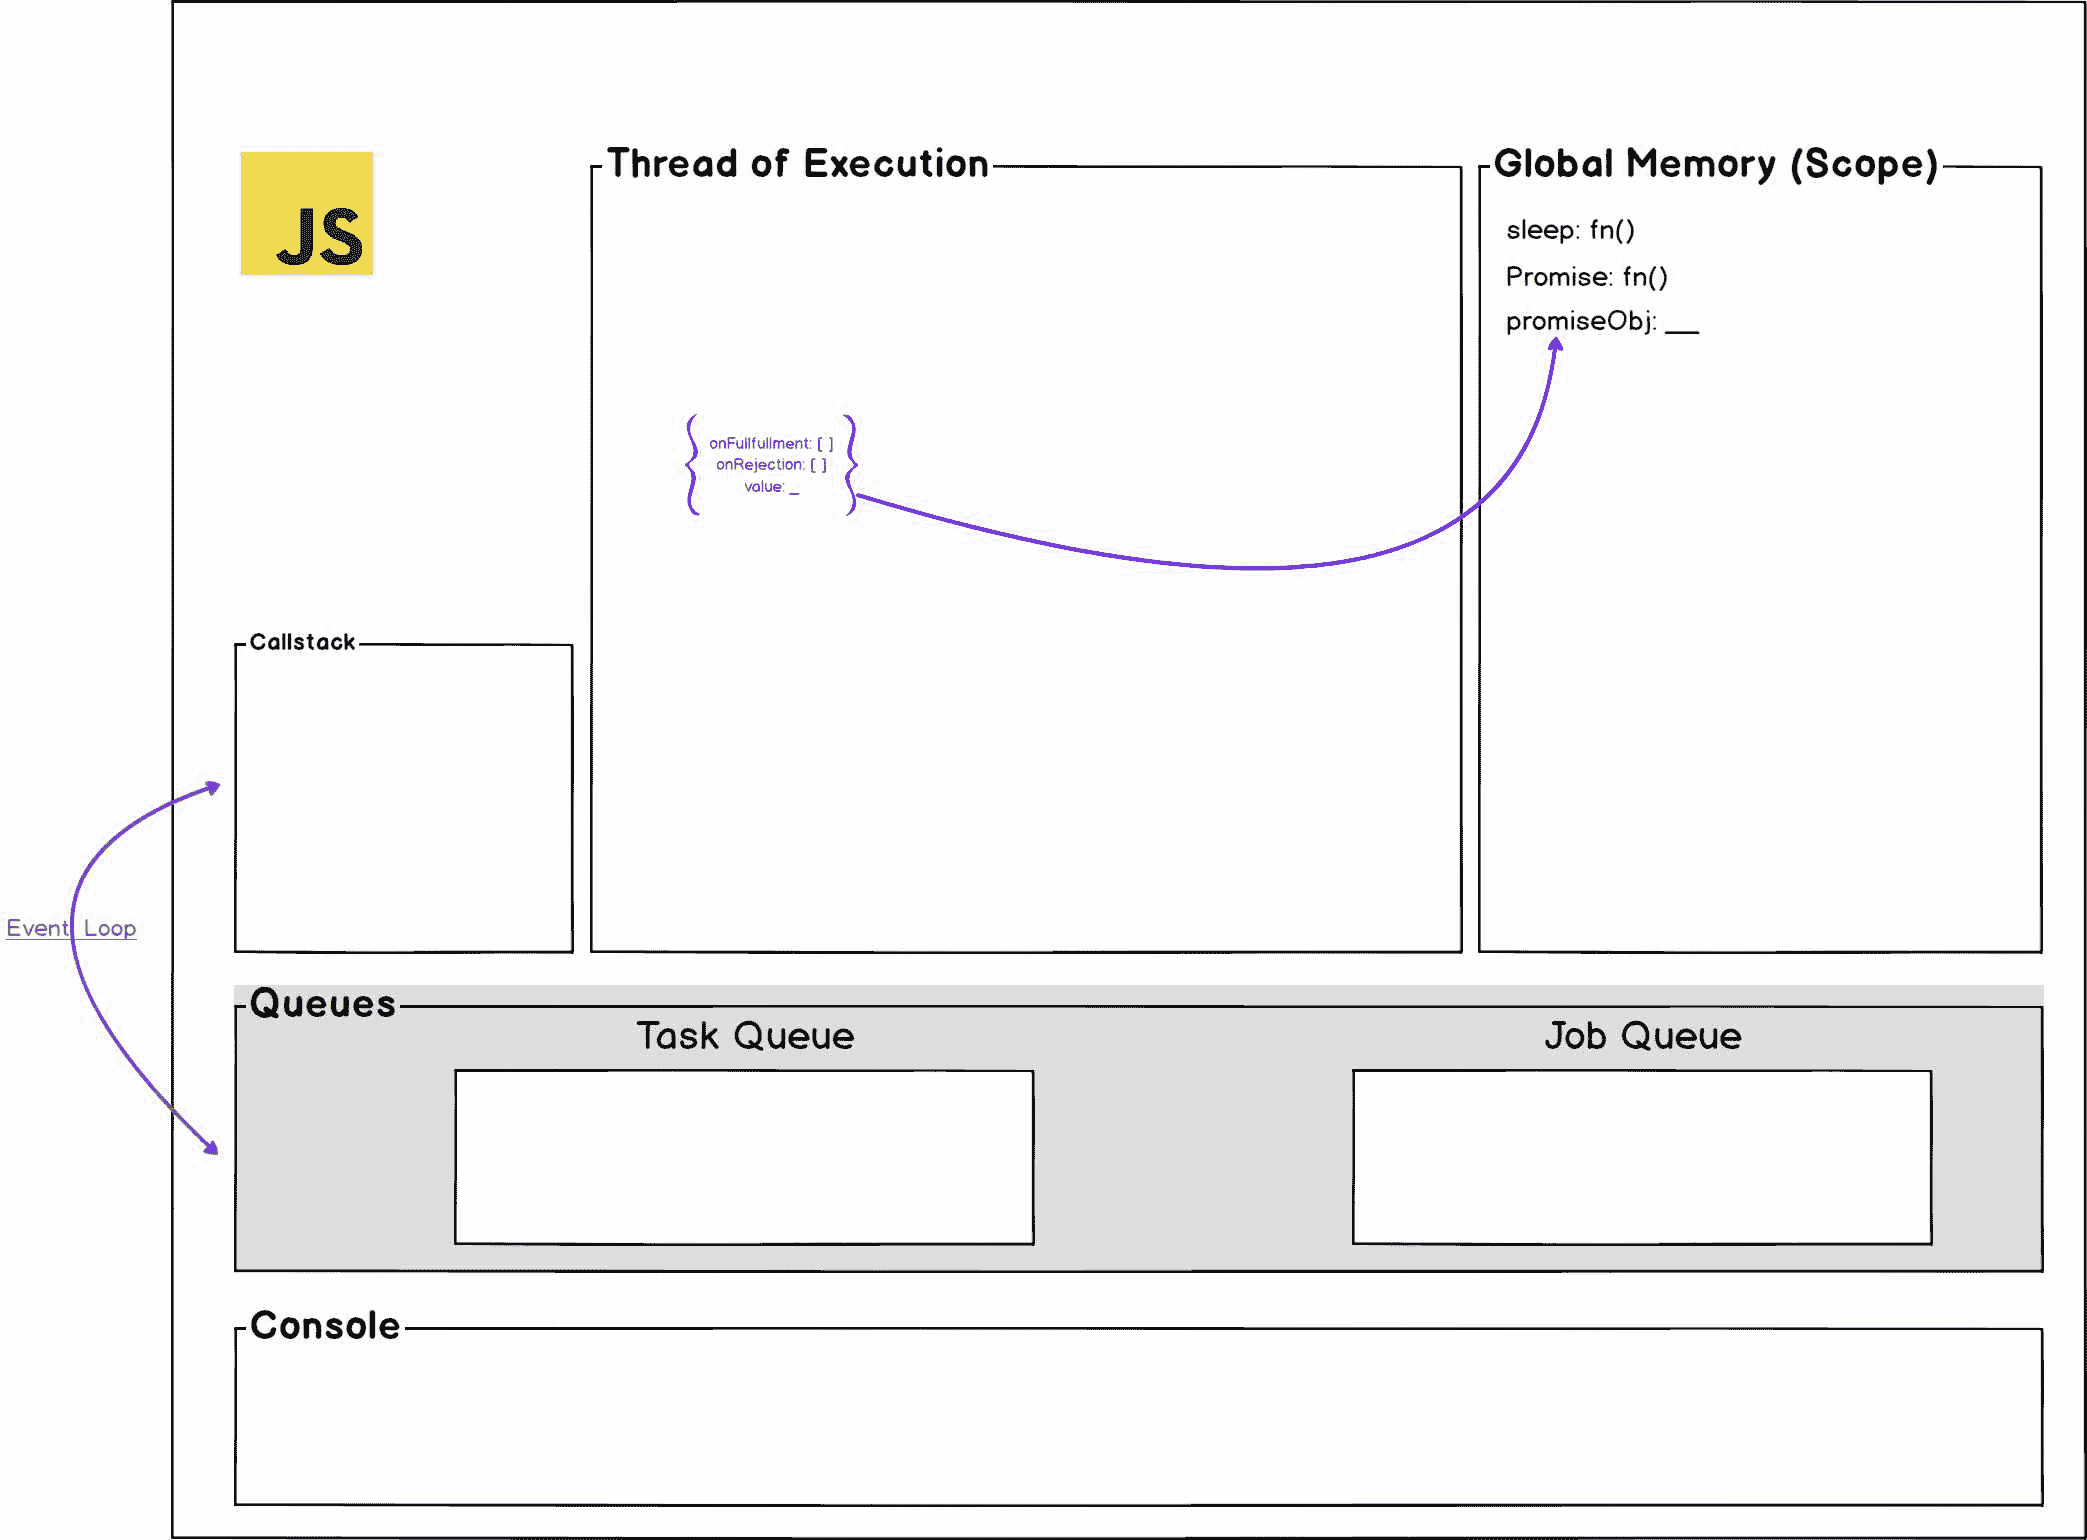 JS
Thread of Execution
Global Memory (Scope)
sleep: fn()
Promise: fn()
promiseObj: __
onFullfullment: [ ]
onRejection: [ ]
value: _
Callstack
Event Loop
Queues
Task Queue
Job Queue
Console